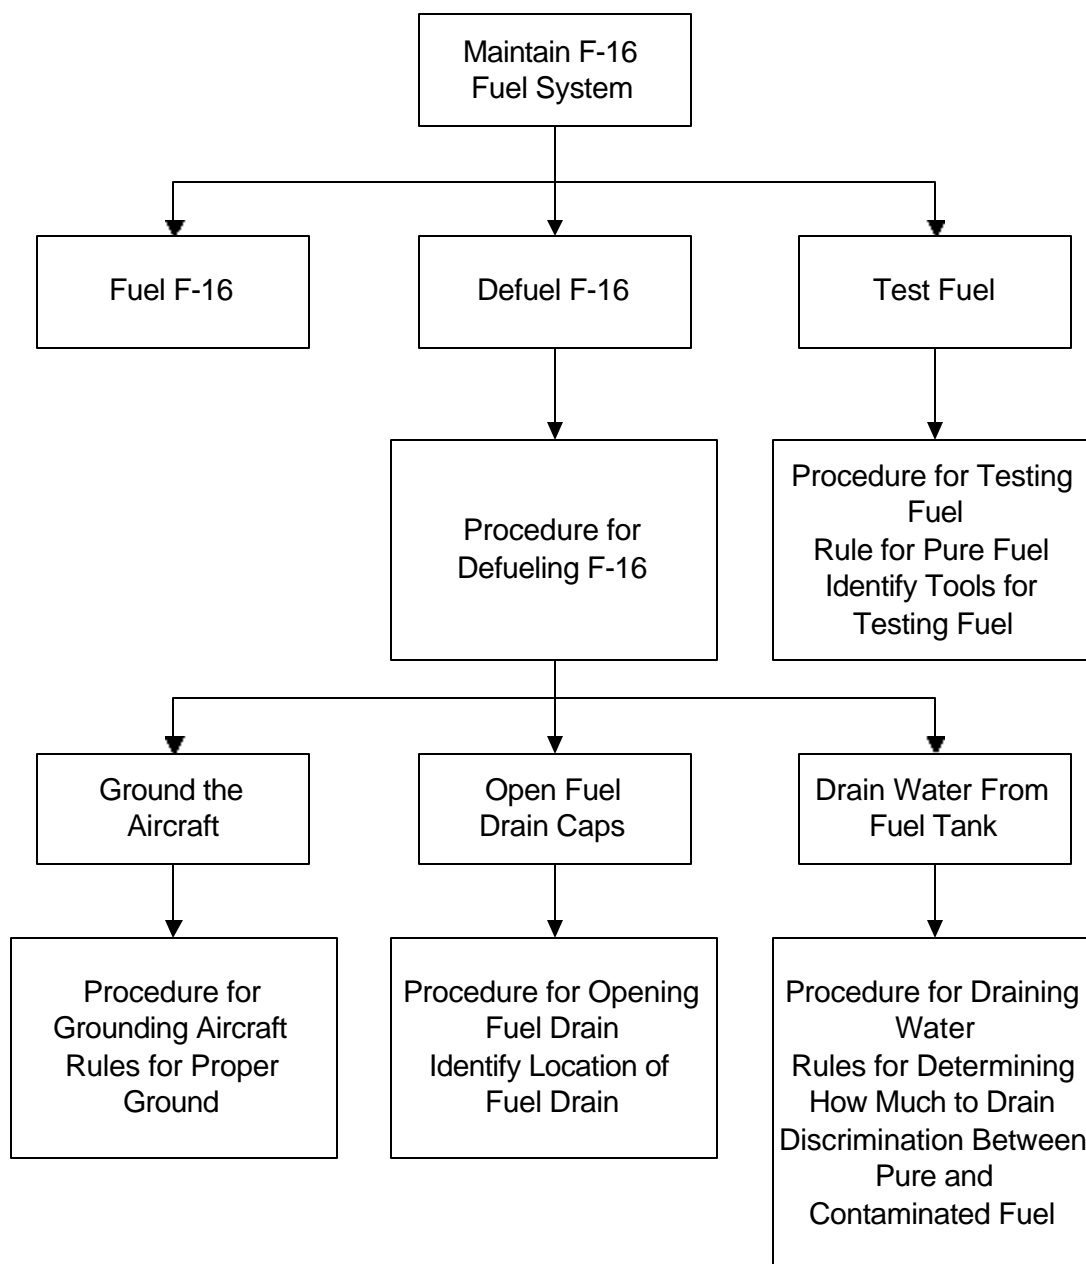 Maintain F-16
Fuel System
Fuel F-16
Defuel F-16
Test Fuel
Procedure for
Defueling F-16
Procedure for Testing
Fuel
Rule for Pure Fuel
Identify Tools for
Testing Fuel
Ground the
Aircraft
Open Fuel
Drain Caps
Drain Water From
Fuel Tank
Procedure for
Grounding Aircraft
Rules for Proper
Ground
Procedure for Opening
Fuel Drain
Identify Location of
Fuel Drain
Procedure for Draining
Water
Rules for Determining
How Much to Drain
Discrimination Between
Pure and
Contaminated Fuel